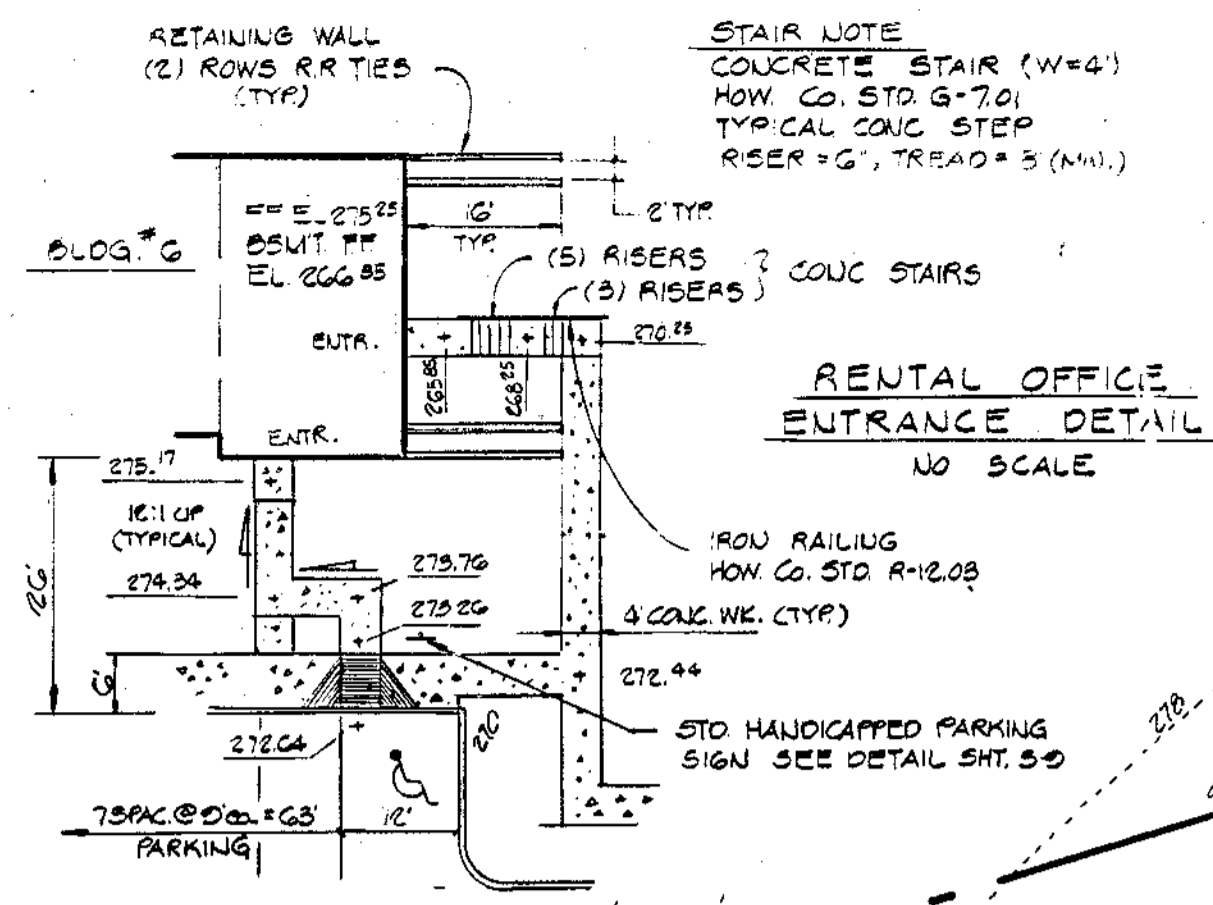 RETAINING WALL
(2) ROWS R.R TIES
(TYP.)
STAIR NOTE
CONCRETE STAIR (W=4')
HOW. CO. STD. G-7.01
TYPICAL CONC STEP
RISER = 6", TREAD = 3' (MIN.)
FF EL 275.25
BSMT. FF
EL. 266.85
BLDG. #6
16'
TYP.
2' TYP.
(5) RISERS
(3) RISERS
CONC STAIRS
ENTR.
265.85
268.25
270.25
RENTAL OFFICE
ENTRANCE DETAIL
NO SCALE
ENTR.
275.17
12:1 UP
(TYPICAL)
274.34
26'
6'
273.76
273.26
IRON RAILING
HOW. CO. STD. R-12.03
4' CONC. WK. (TYP.)
272.44
STD. HANDICAPPED PARKING
SIGN SEE DETAIL SHT.
272.64
270
278
7 SPAC. @ 9' ea = 63'
PARKING
12'